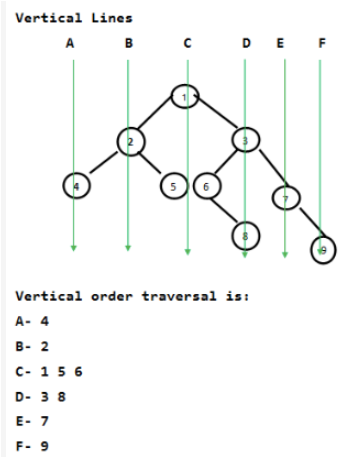 Vertical Lines
A B C D E F
1
2 3
4 5 6 7
8 9
Vertical order traversal is:
A- 4
B- 2
C- 1 5 6
D- 3 8
E- 7
F- 9